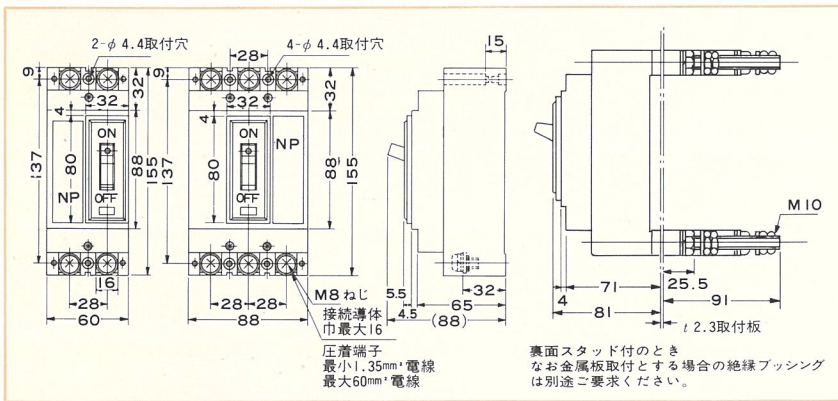 2-φ 4.4取付穴
4-φ 4.4取付穴
15
28
9
9
32
32
32
32
4
4
ON
ON
NP
NP
OFF
OFF
137
80
88
155
137
80
88
155
16
28
60
28
28
88
M8ねじ
接続導体
巾最大16
圧着端子
最小1.35mm²電線
最大60mm²電線
5.5
4.5
65
32
(88)
M10
4
71
81
25.5
91
t 2.3取付板
裏面スタッド付のとき
なお金属板取付とする場合の絶縁ブッシング
は別途ご要求ください。